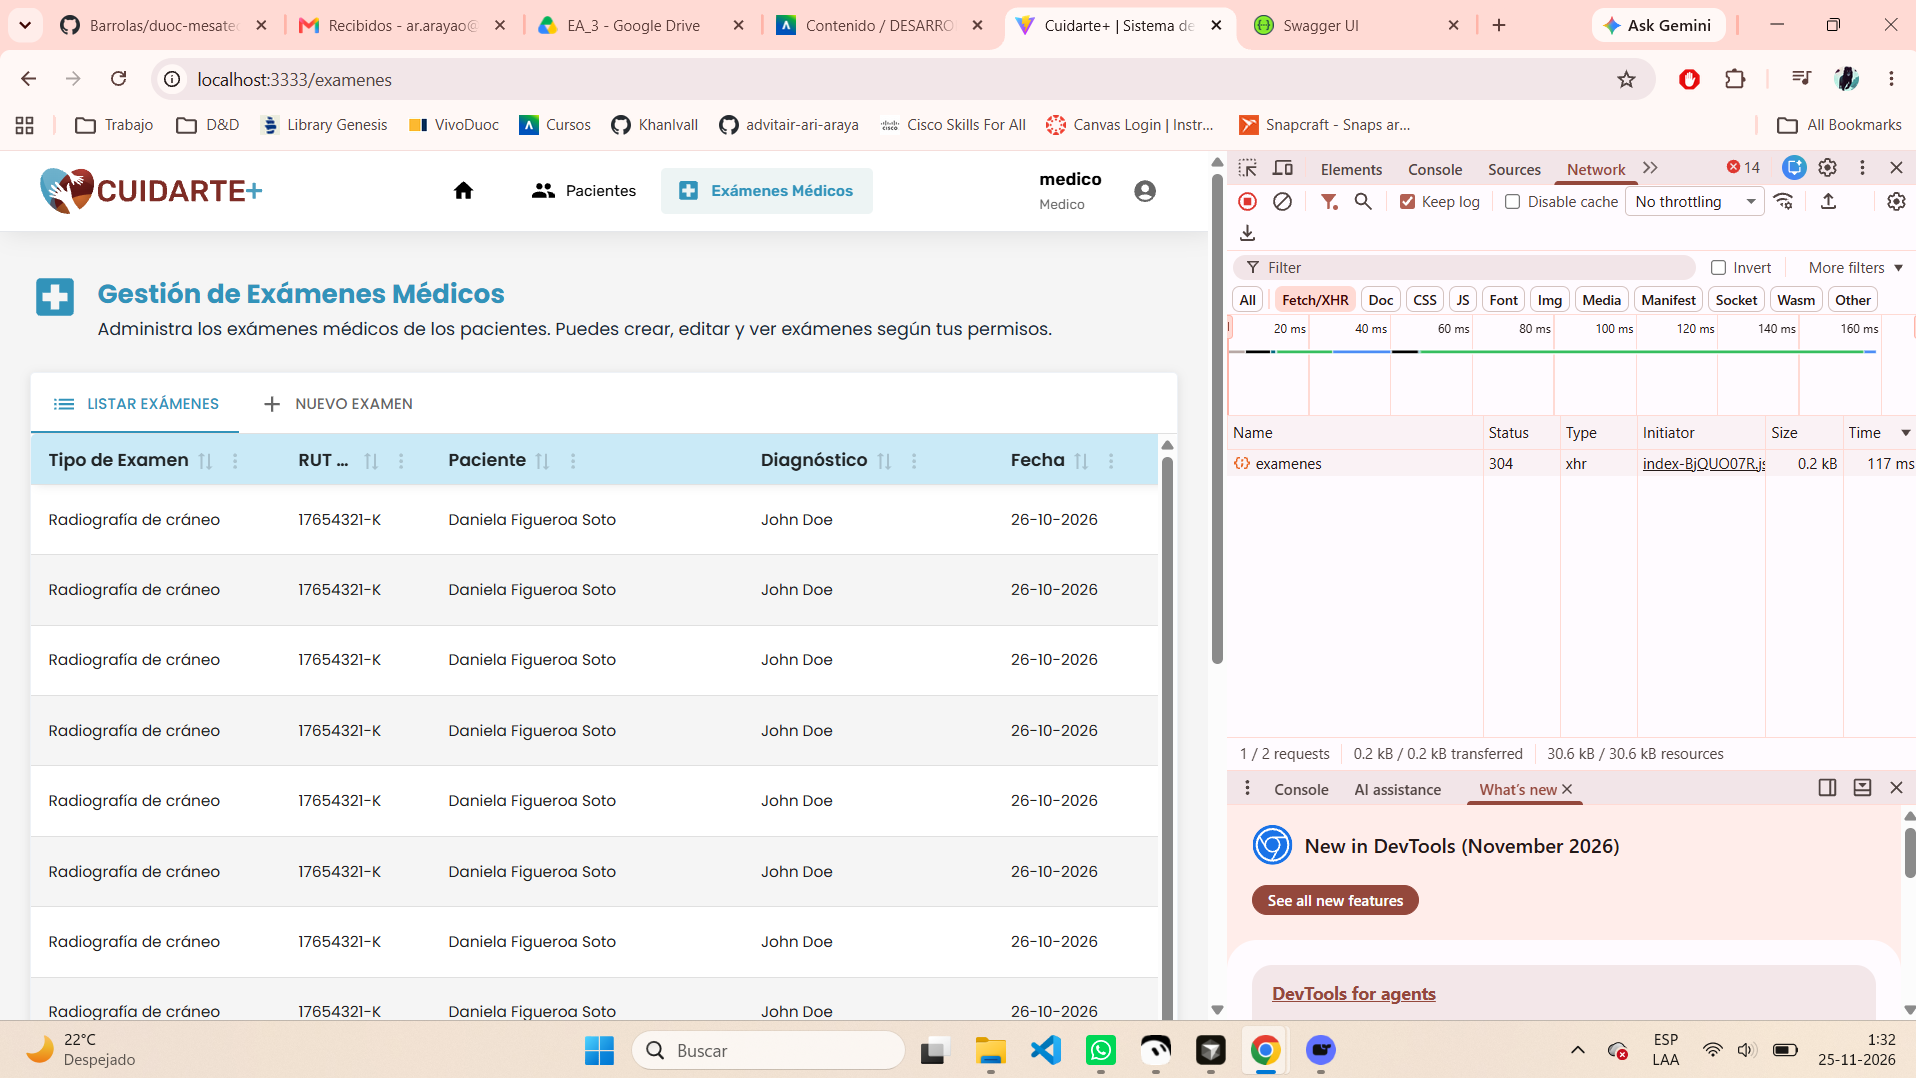 Barrolas/duoc-mesatec
Recibidos - ar.arayao@
EA_3 - Google Drive
Contenido / DESARRO
Cuidarte+ | Sistema de
Swagger UI
Ask Gemini
localhost:3333/examenes
Trabajo
D&D
Library Genesis
VivoDuoc
Cursos
KhanIvall
advitair-ari-araya
Cisco Skills For All
Canvas Login | Instr...
Snapcraft - Snaps ar...
All Bookmarks
CUIDARTE+
Pacientes
Exámenes Médicos
medico
Medico
Gestión de Exámenes Médicos
Administra los exámenes médicos de los pacientes. Puedes crear, editar y ver exámenes según tus permisos.
LISTAR EXÁMENES
NUEVO EXAMEN
Tipo de Examen RUT ... Paciente Diagnóstico Fecha
Radiografía de cráneo 17654321-K Daniela Figueroa Soto John Doe 26-10-2026
Radiografía de cráneo 17654321-K Daniela Figueroa Soto John Doe 26-10-2026
Radiografía de cráneo 17654321-K Daniela Figueroa Soto John Doe 26-10-2026
Radiografía de cráneo 17654321-K Daniela Figueroa Soto John Doe 26-10-2026
Radiografía de cráneo 17654321-K Daniela Figueroa Soto John Doe 26-10-2026
Radiografía de cráneo 17654321-K Daniela Figueroa Soto John Doe 26-10-2026
Radiografía de cráneo 17654321-K Daniela Figueroa Soto John Doe 26-10-2026
Radiografía de cráneo 17654321-K Daniela Figueroa Soto John Doe 26-10-2026
Elements Console Sources Network 14
Keep log Disable cache No throttling
Filter Invert More filters
All Fetch/XHR Doc CSS JS Font Img Media Manifest Socket Wasm Other
20 ms 40 ms 60 ms 80 ms 100 ms 120 ms 140 ms 160 ms
Name Status Type Initiator Size Time
examenes 304 xhr index-BjQUO07R.js 0.2 kB 117 ms
1 / 2 requests 0.2 kB / 0.2 kB transferred 30.6 kB / 30.6 kB resources
Console AI assistance What's new
New in DevTools (November 2026)
See all new features
DevTools for agents
22°C
Despejado
Buscar
cisco
ESP
LAA
1:32
25-11-2026